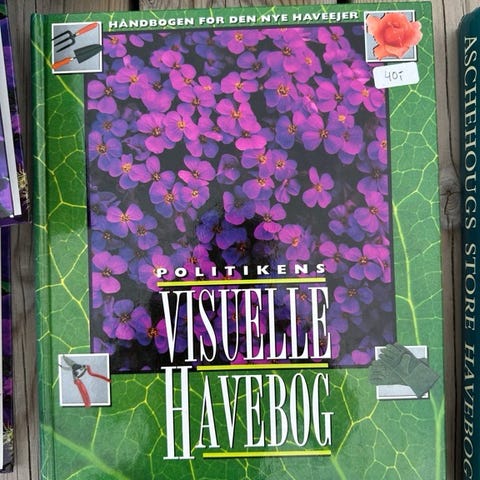 HÅNDBOGEN FOR DEN NYE HAVEEJER
40,-
POLITIKENS
VISUELLE
HAVEBOG
ASCHEHOUGS STORE HAVEBOG